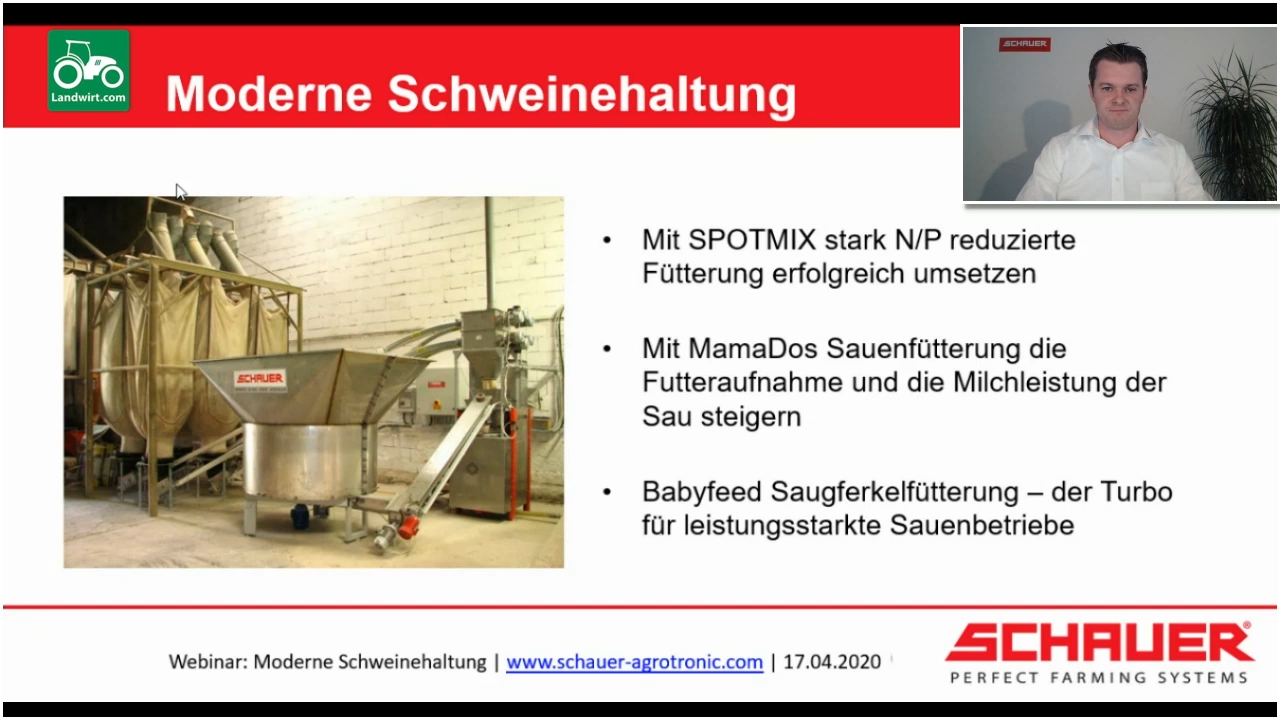 Landwirt.com
Moderne Schweinehaltung
SCHAUER
SCHAUER
• Mit SPOTMIX stark N/P reduzierte
Fütterung erfolgreich umsetzen
• Mit MamaDos Sauenfütterung die
Futteraufnahme und die Milchleistung der
Sau steigern
• Babyfeed Saugferkelfütterung – der Turbo
für leistungsstarkte Sauenbetriebe
Webinar: Moderne Schweinehaltung | www.schauer-agrotronic.com | 17.04.2020
SCHAUER®
PERFECT FARMING SYSTEMS